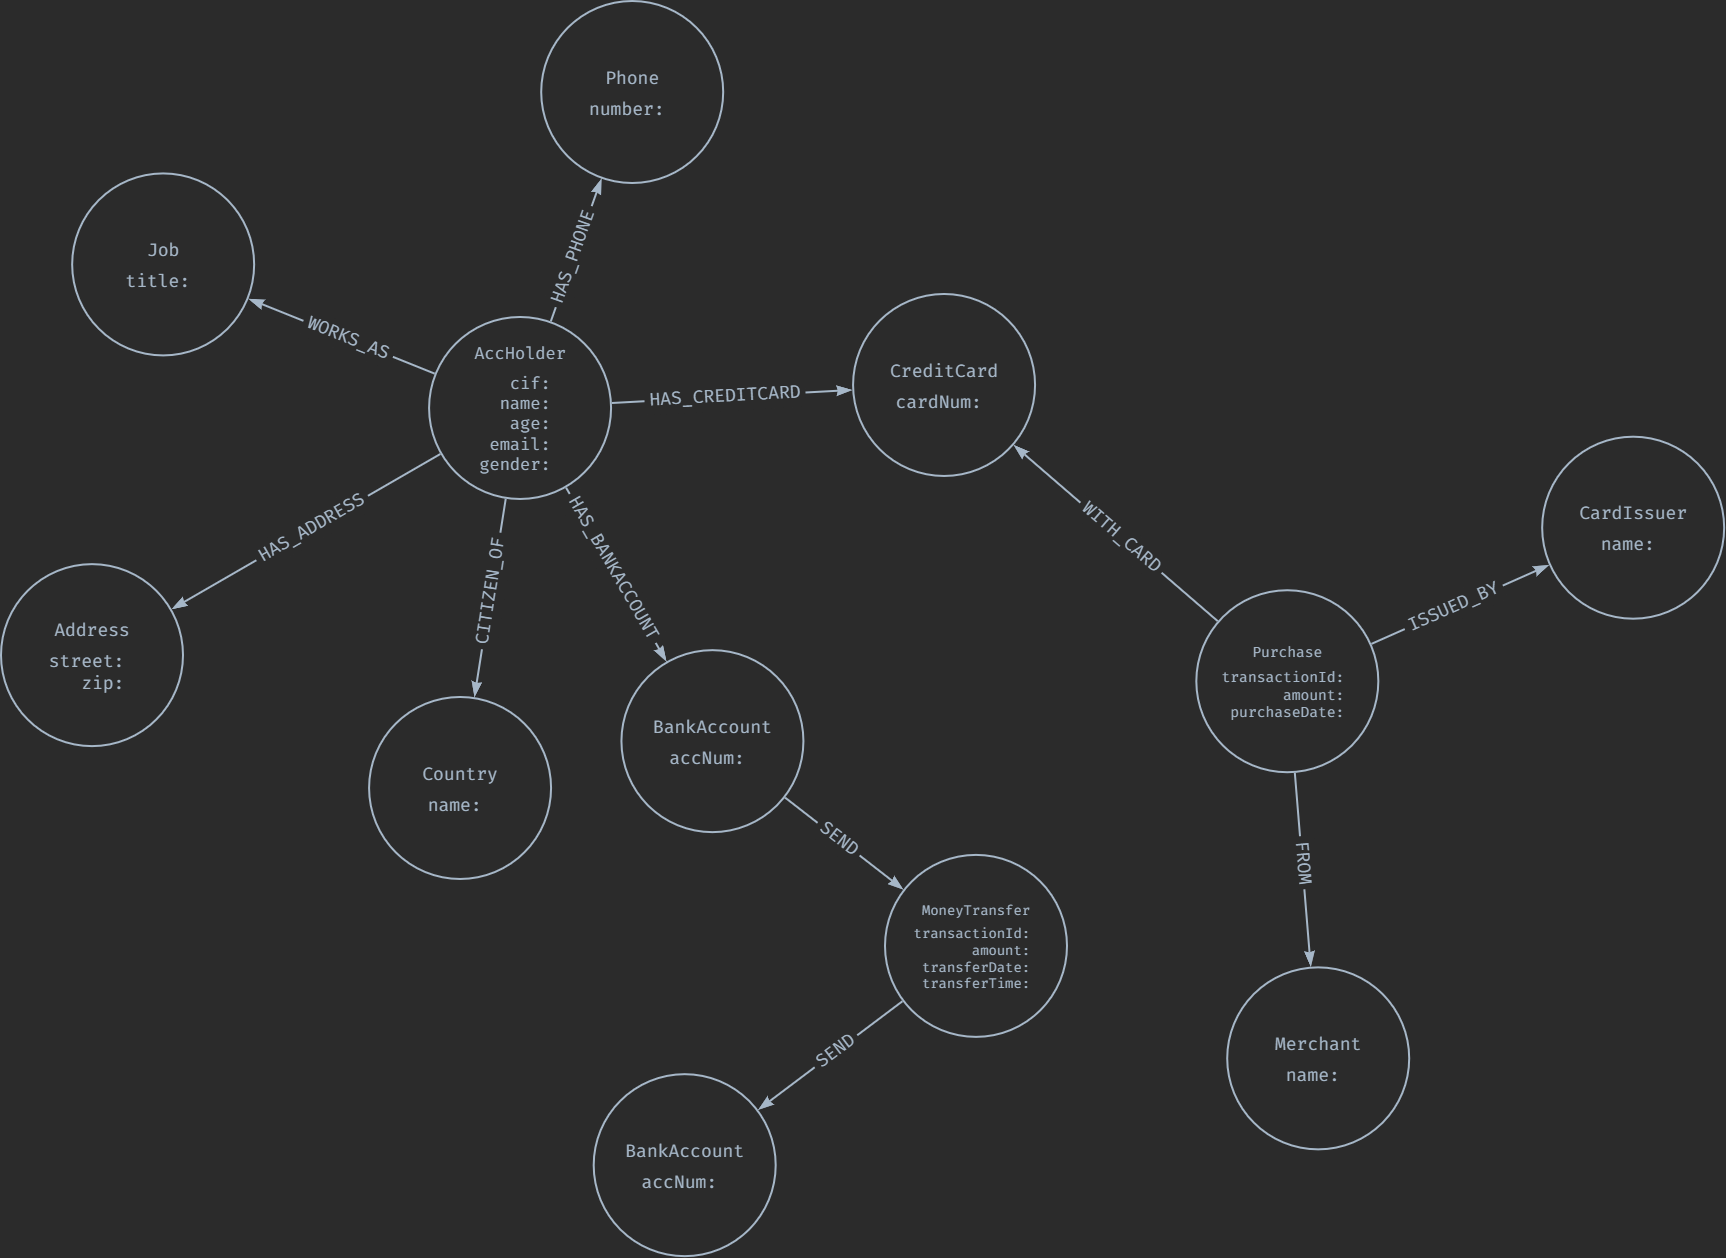 Phone
number:
Job
title:
HAS_PHONE
WORKS_AS
AccHolder
cif:
name:
age:
email:
gender:
HAS_CREDITCARD
CreditCard
cardNum:
WITH_CARD
CardIssuer
name:
ISSUED_BY
HAS_ADDRESS
CITIZEN_OF
HAS_BANKACCOUNT
Address
street:
zip:
Purchase
transactionId:
amount:
purchaseDate:
Country
name:
BankAccount
accNum:
SEND
FROM
MoneyTransfer
transactionId:
amount:
transferDate:
transferTime:
SEND
Merchant
name:
BankAccount
accNum: